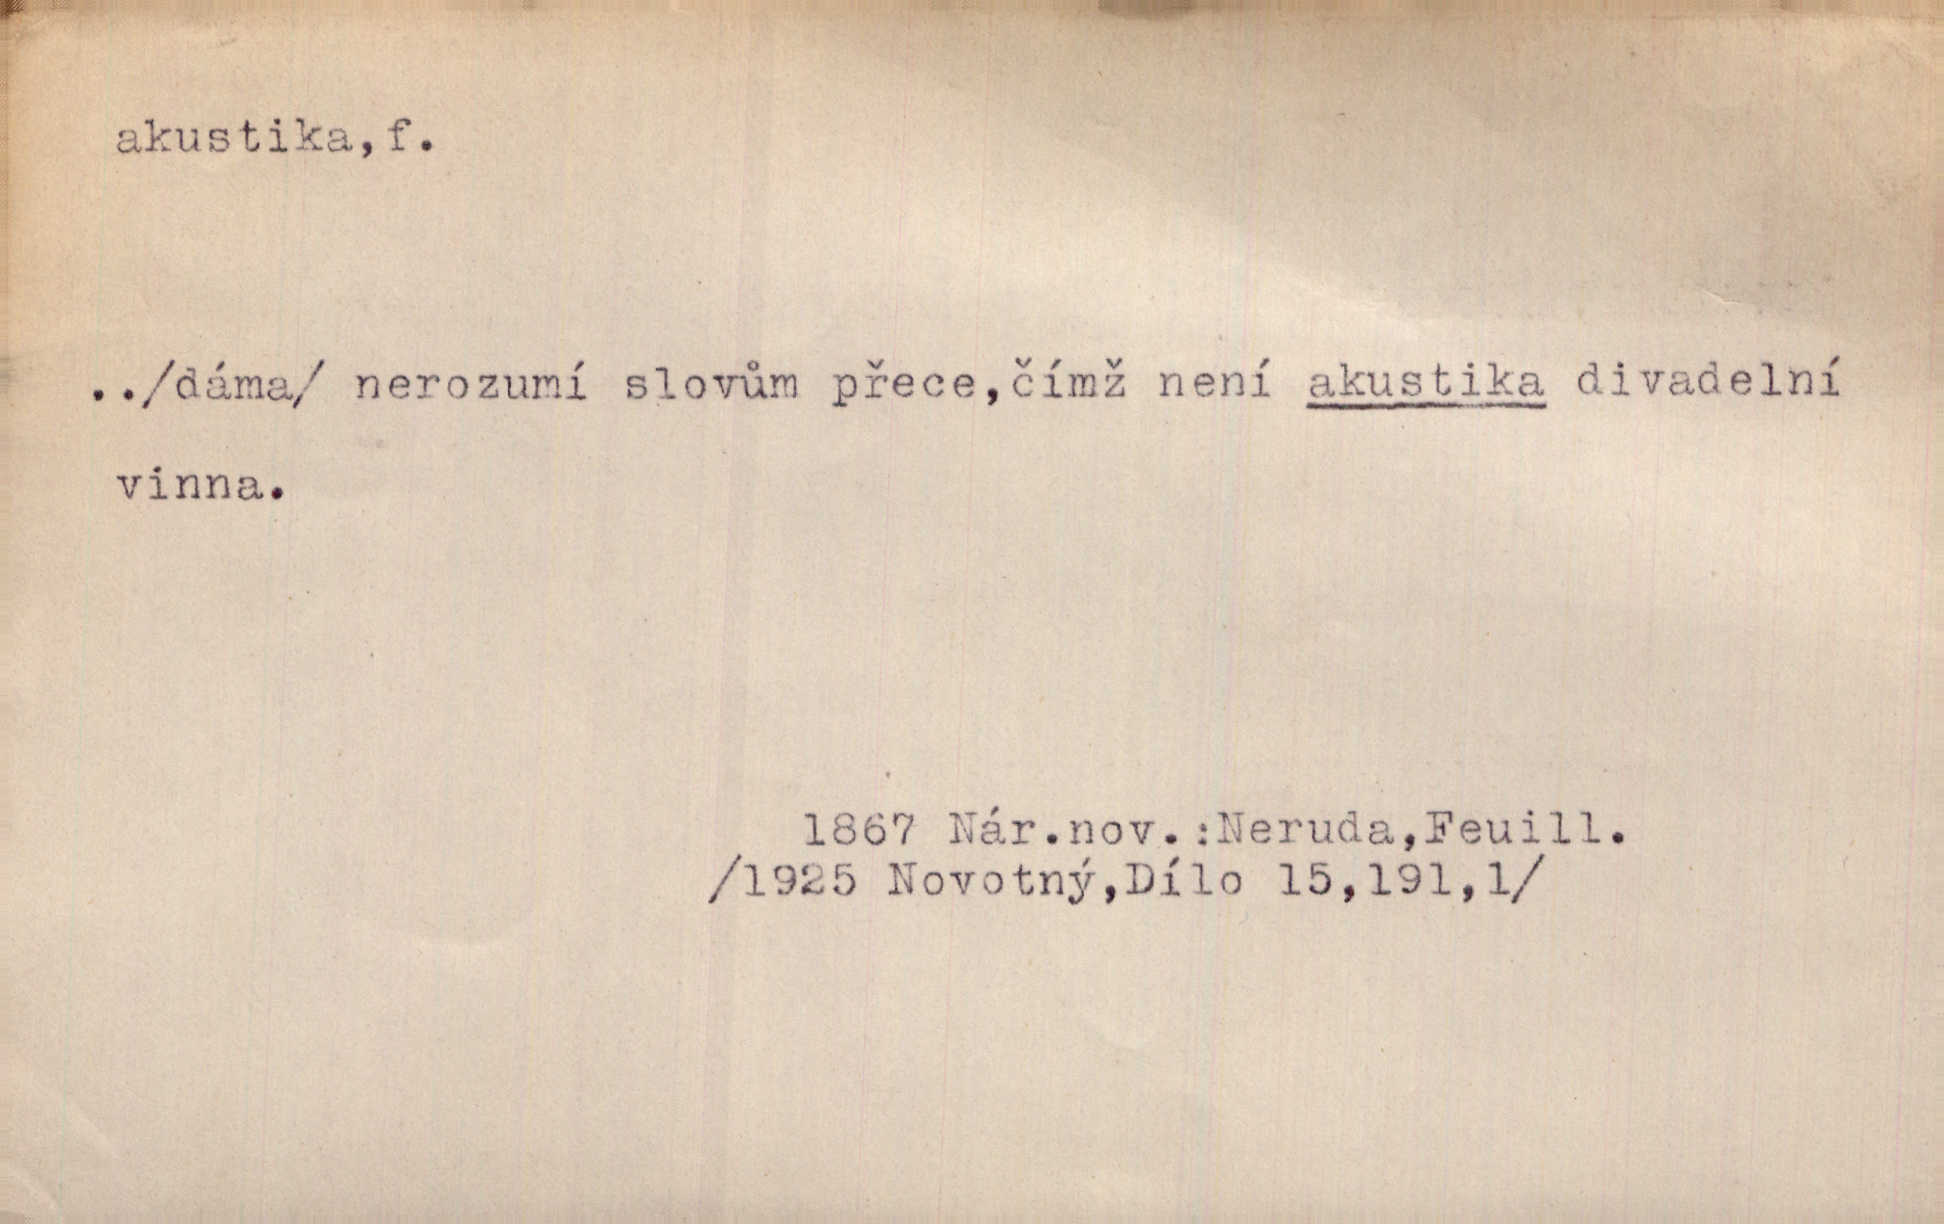 akustika,f.
../dáma/ nerozumí slovům přece,čímž není akustika divadelní
vinna.
1867 Nár.nov.:Neruda,Feuill.
/1925 Novotný,Dílo 15,191,1/